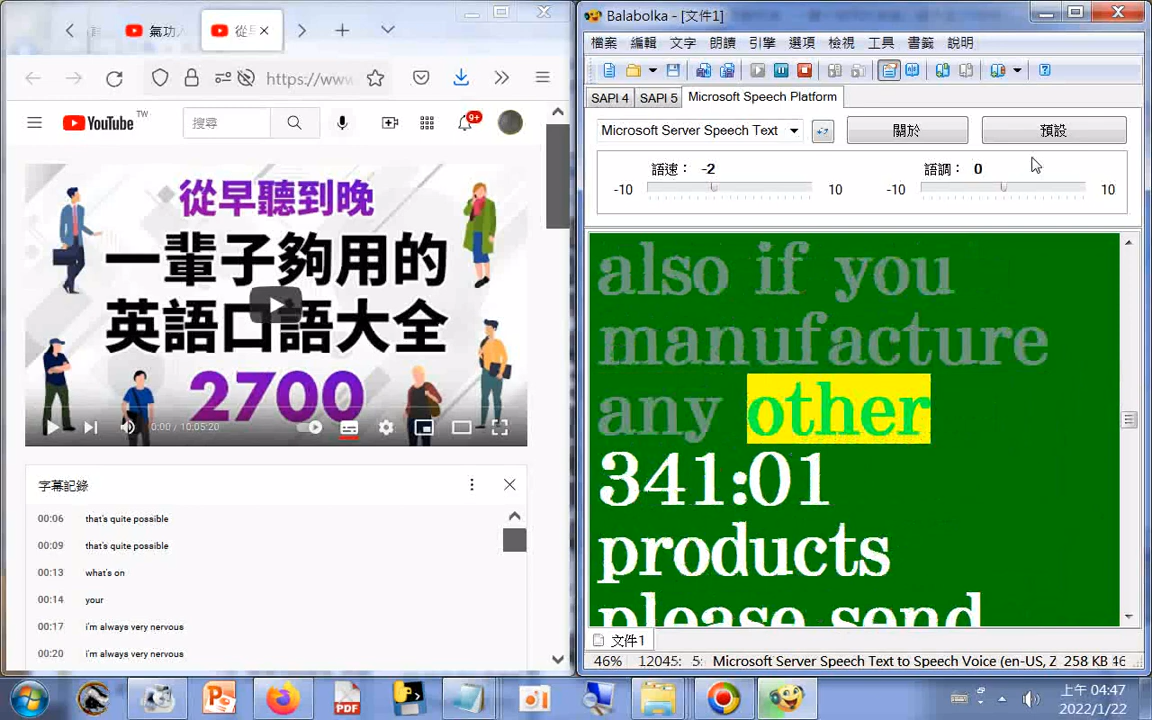 從早
https://www
YouTube TW
搜尋
9+
從早聽到晚
一輩子夠用的
英語口語大全
2700
0:00 / 10:05:20
字幕記錄
00:06 that's quite possible
00:09 that's quite possible
00:13 what's on
00:14 your
00:17 i'm always very nervous
00:20 i'm always very nervous
Balabolka - [文件1]
檔案 編輯 文字 朗讀 引擎 選項 檢視 工具 書籤 說明
SAPI 4 SAPI 5 Microsoft Speech Platform
Microsoft Server Speech Text 關於 預設
語速: -2 語調: 0
-10 10 -10 10
also if you
manufacture
any other
341:01
products
please send
文件1
46% 12045: 5: Microsoft Server Speech Text to Speech Voice (en-US, Z 258 KB 46
PDF
上午 04:47
2022/1/22